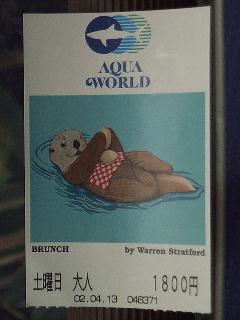 AQUA
WORLD
BRUNCH by Warren Stratford
土曜日 大人 1800円
02.04.13 046371